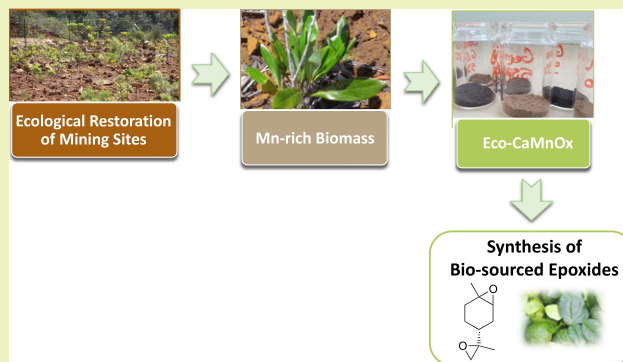 Ecological Restoration
of Mining Sites
Mn-rich Biomass
Eco-CaMnOx
Synthesis of
Bio-sourced Epoxides
O
O